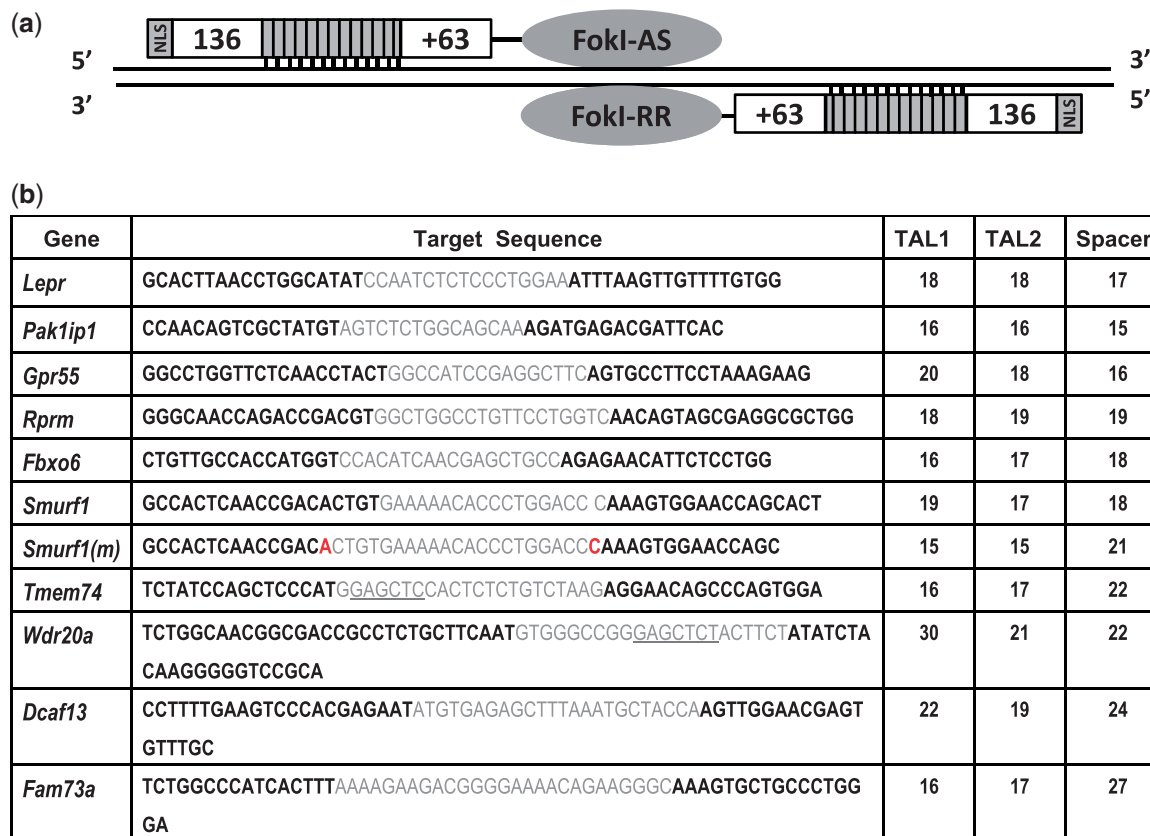 (a)
NLS 136 +63 FokI-AS
5’ 3’
3’ 5’
FokI-RR +63 136 NLS
(b)
Gene Target Sequence TAL1 TAL2 Spacer
Lepr GCACTTAACCTGGCATATCCAATCTCTCCCTGGAAATTTAAGTTGTTTTGTGG 18 18 17
Pak1ip1 CCAACAGTCGCTATGTAGTCTCTGGCAGCAAAGATGAGACGATTCAC 16 16 15
Gpr55 GGCCTGGTTCTCAACCTACTGGCCATCCGAGGCTTCAGTGCCTTCCTAAAGAAG 20 18 16
Rprm GGGCAACCAGACCGACGTGGCTGGCCTGTTCCTGGTCAACAGTAGCGAGGCGCTGG 18 19 19
Fbxo6 CTGTTGCCACCATGGTCCACATCAACGAGCTGCCAGAGAACATTCTCCTGG 16 17 18
Smurf1 GCCACTCAACCGACACTGTGAAAAACACCCTGGACC CAAAGTGGAACCAGCACT 19 17 18
Smurf1(m) GCCACTCAACCGACACTGTGAAAAACACCCTGGACCCAAAGTGGAACCAGC 15 15 21
Tmem74 TCTATCCAGCTCCCATGGAGCTCCACTCTCTGTCTAAGAGGAACAGCCCAGTGGA 16 17 22
Wdr20a TCTGGCAACGGCGACCGCCTCTGCTTCAATGTGGGCCGGGAGCTCTACTTCTATATCTA 30 21 22
CAAGGGGGTCCGCA
Dcaf13 CCTTTTGAAGTCCCACGAGAATATGTGAGAGCTTTAAATGCTACCAAGTTGGAACGAGT 22 19 24
GTTTGC
Fam73a TCTGGCCCATCACTTTAAAAGAAGACGGGGAAAACAGAAGGGCAAAGTGCTGCCCTGG 16 17 27
GA